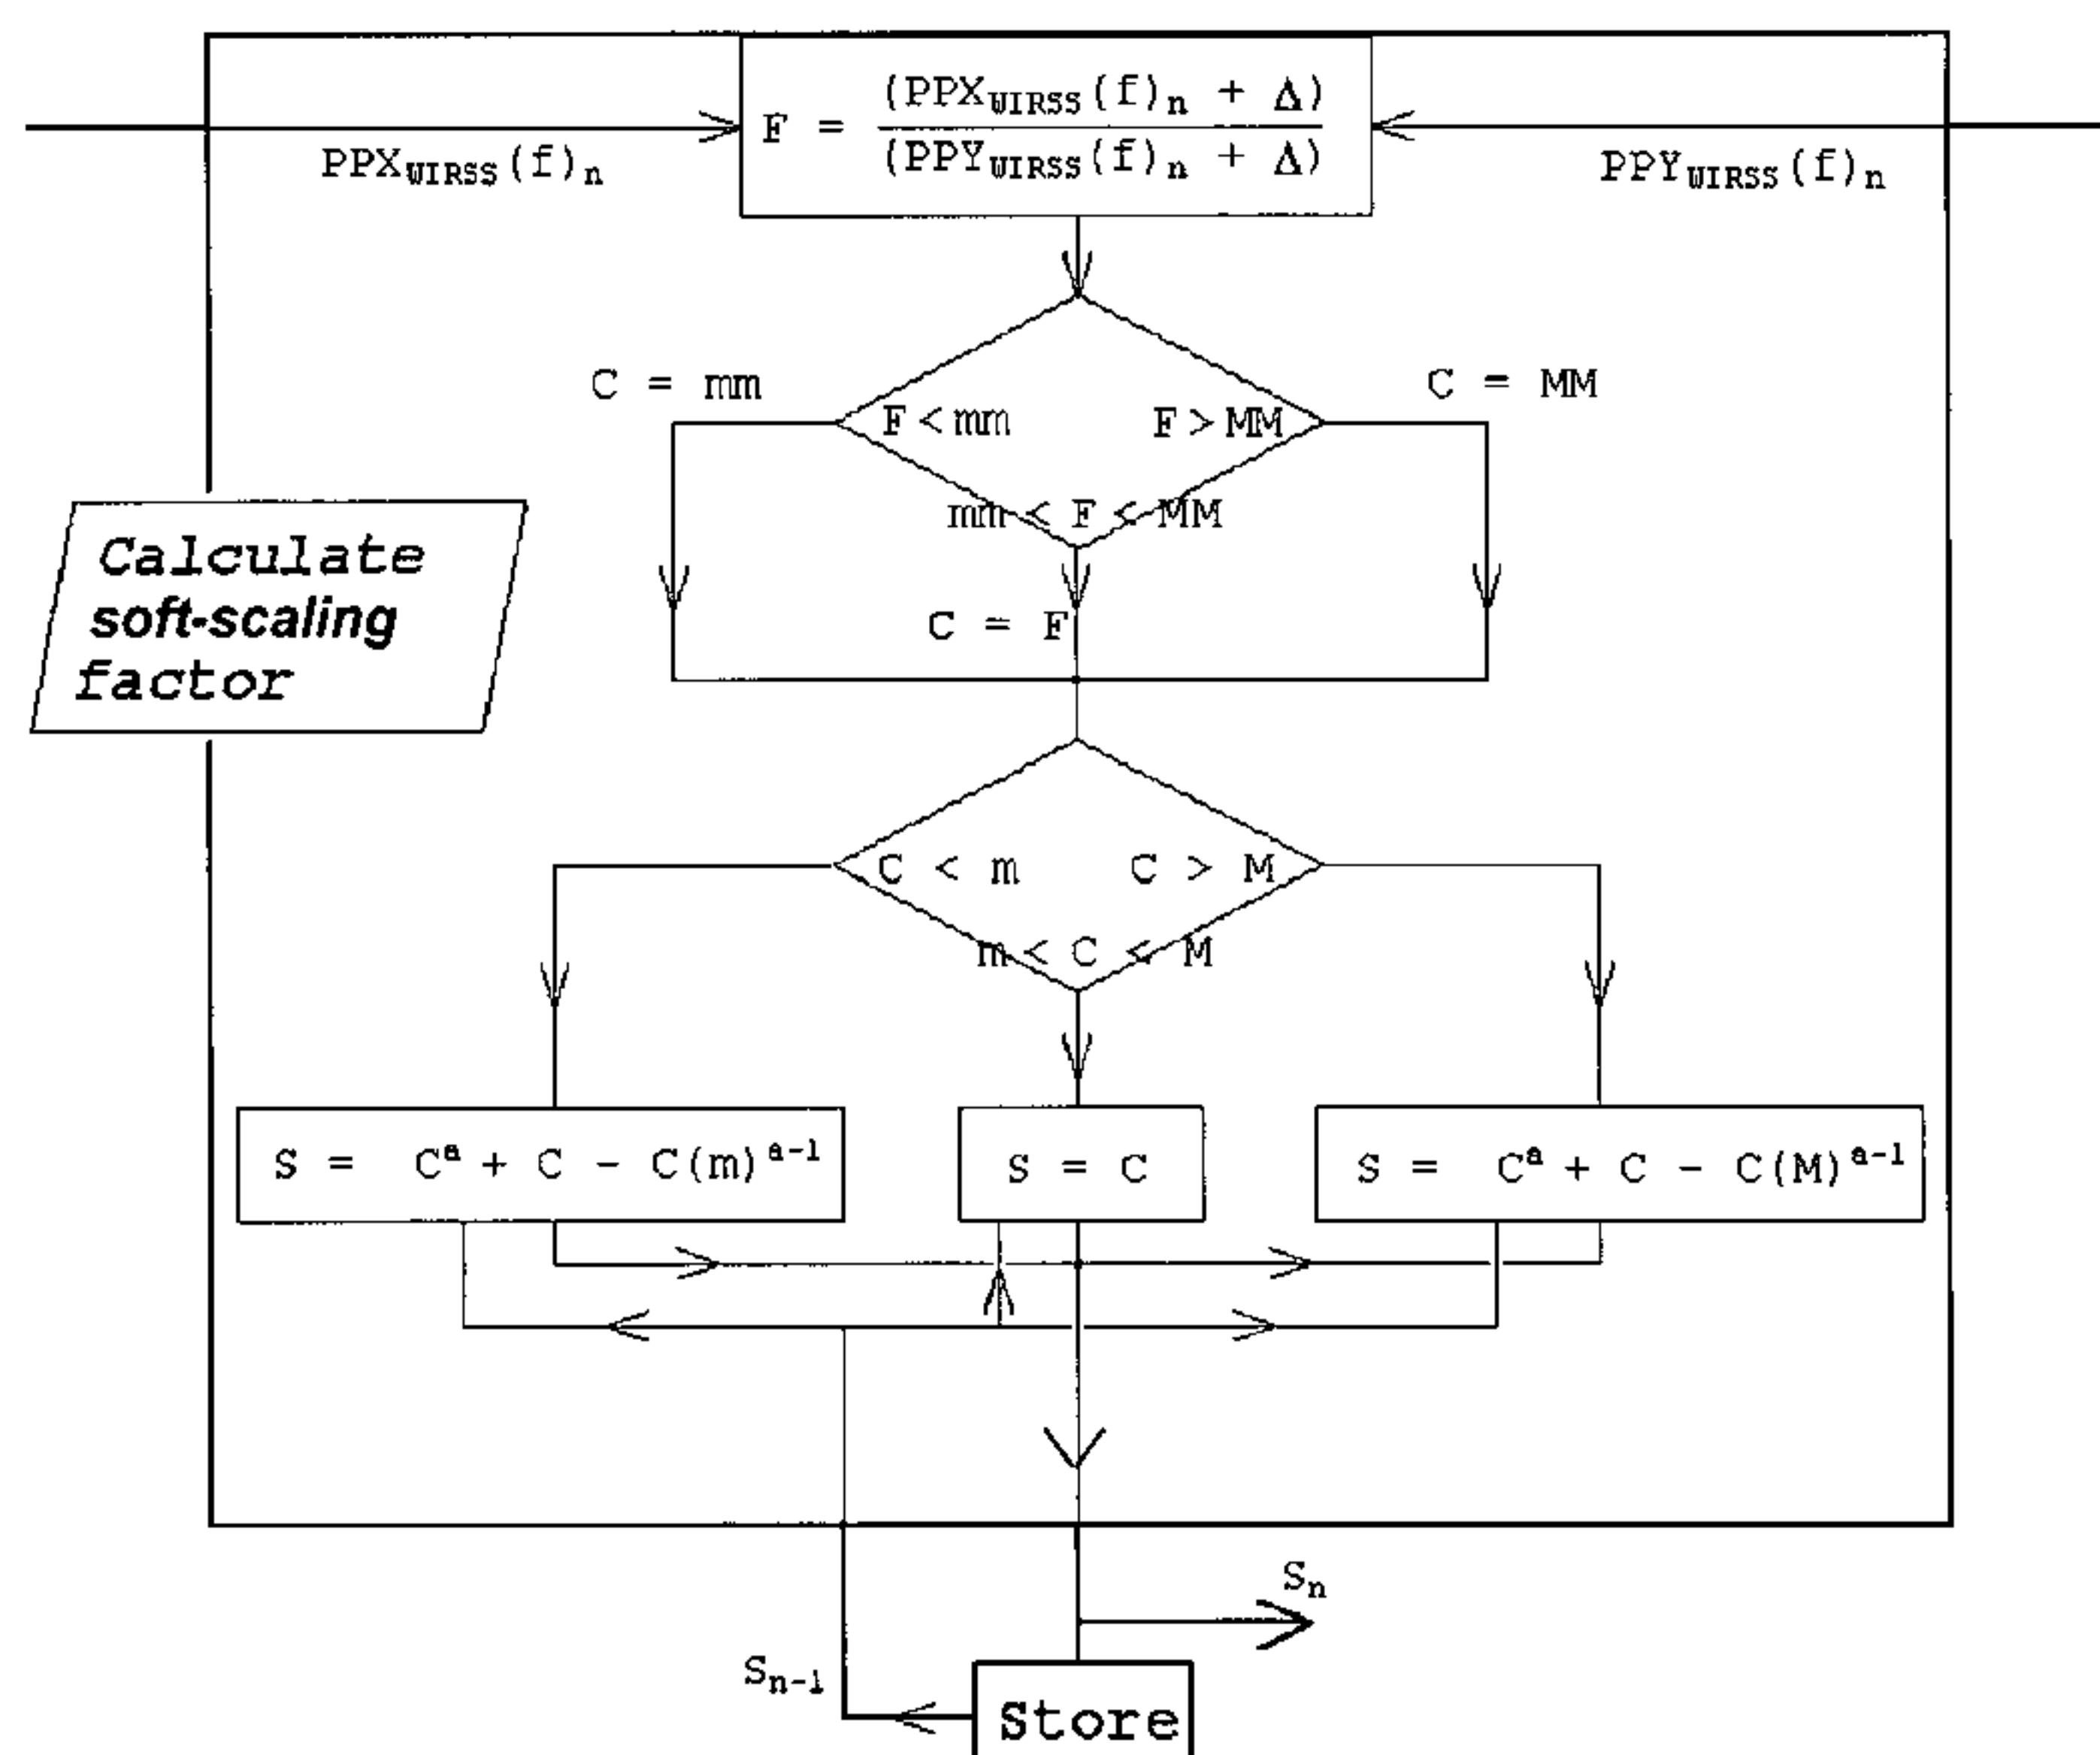 F = (PPX_WIRSS(f)_n + Δ)
(PPY_WIRSS(f)_n + Δ)
PPX_WIRSS(f)_n
PPY_WIRSS(f)_n
C = mm
C = MM
F < mm
F > MM
mm < F ≤ MM
Calculate
soft-scaling
factor
C = F
C < m
C > M
m < C ≤ M
S = C^a + C - C(m)^a-1
S = C
S = C^a + C - C(M)^a-1
S_n
S_n-1
Store